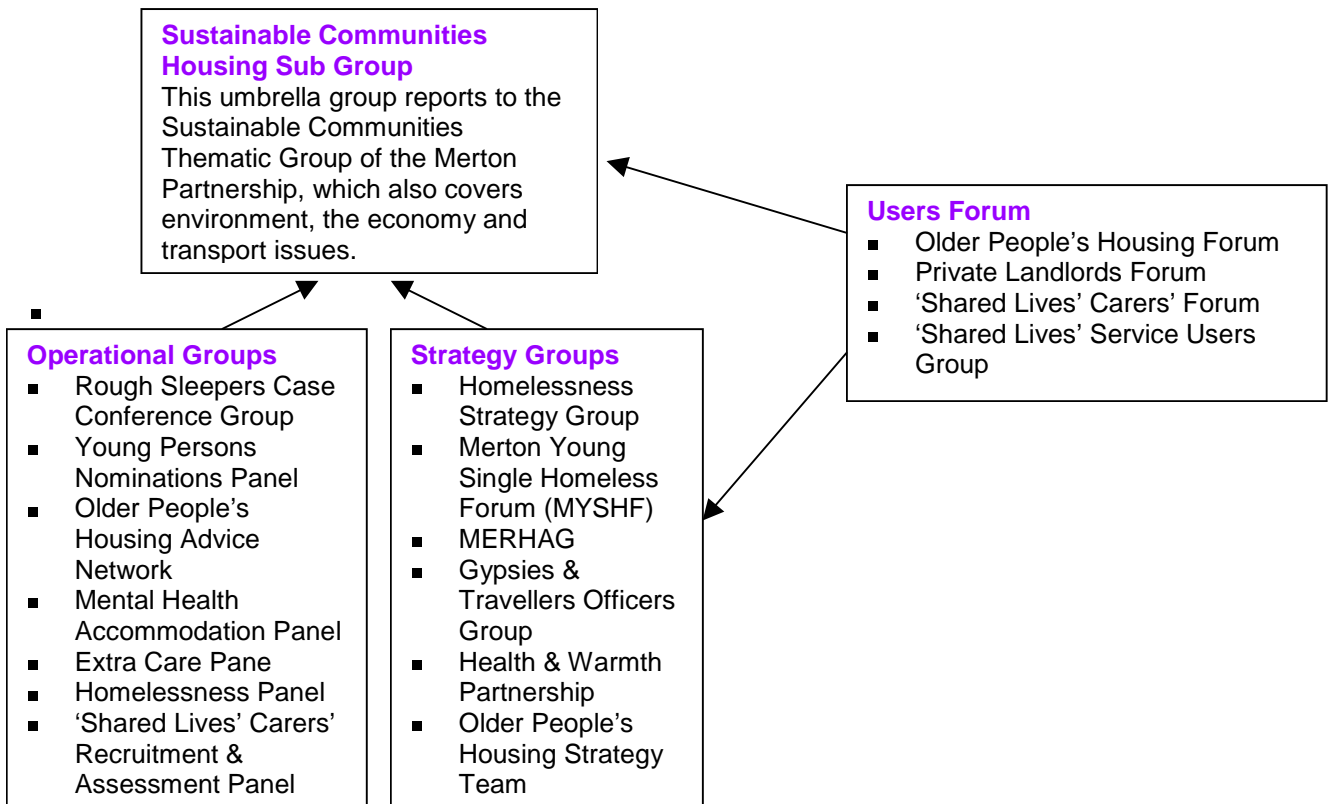 Sustainable Communities
Housing Sub Group
This umbrella group reports to the
Sustainable Communities
Thematic Group of the Merton
Partnership, which also covers
environment, the economy and
transport issues.
Users Forum
▪ Older People’s Housing Forum
▪ Private Landlords Forum
▪ ‘Shared Lives’ Carers’ Forum
▪ ‘Shared Lives’ Service Users
Group
▪
Operational Groups
▪ Rough Sleepers Case
Conference Group
▪ Young Persons
Nominations Panel
▪ Older People’s
Housing Advice
Network
▪ Mental Health
Accommodation Panel
▪ Extra Care Pane
▪ Homelessness Panel
▪ ‘Shared Lives’ Carers’
Recruitment &
Assessment Panel
Strategy Groups
▪ Homelessness
Strategy Group
▪ Merton Young
Single Homeless
Forum (MYSHF)
▪ MERHAG
▪ Gypsies &
Travellers Officers
Group
▪ Health & Warmth
Partnership
▪ Older People’s
Housing Strategy
Team